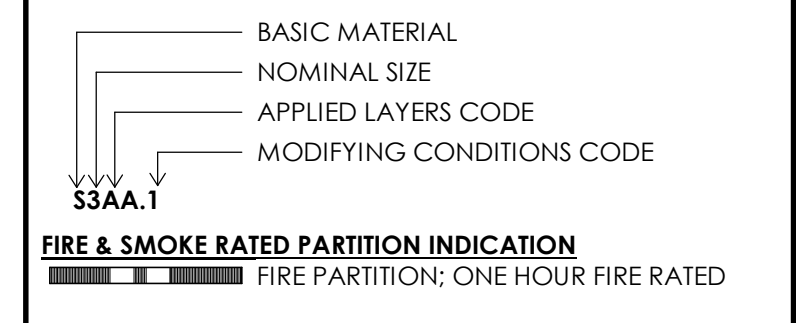 BASIC MATERIAL
NOMINAL SIZE
APPLIED LAYERS CODE
MODIFYING CONDITIONS CODE
S3AA.1
FIRE & SMOKE RATED PARTITION INDICATION
FIRE PARTITION; ONE HOUR FIRE RATED